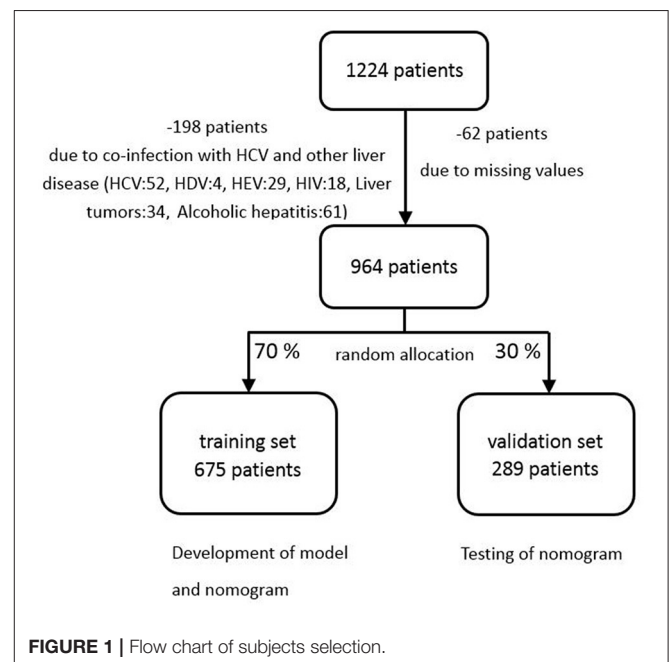 1224 patients
-198 patients
due to co-infection with HCV and other liver
disease (HCV:52, HDV:4, HEV:29, HIV:18, Liver
tumors:34, Alcoholic hepatitis:61)
-62 patients
due to missing values
964 patients
70 %
random allocation
30 %
training set
675 patients
validation set
289 patients
Development of model
and nomogram
Testing of nomogram
FIGURE 1 | Flow chart of subjects selection.